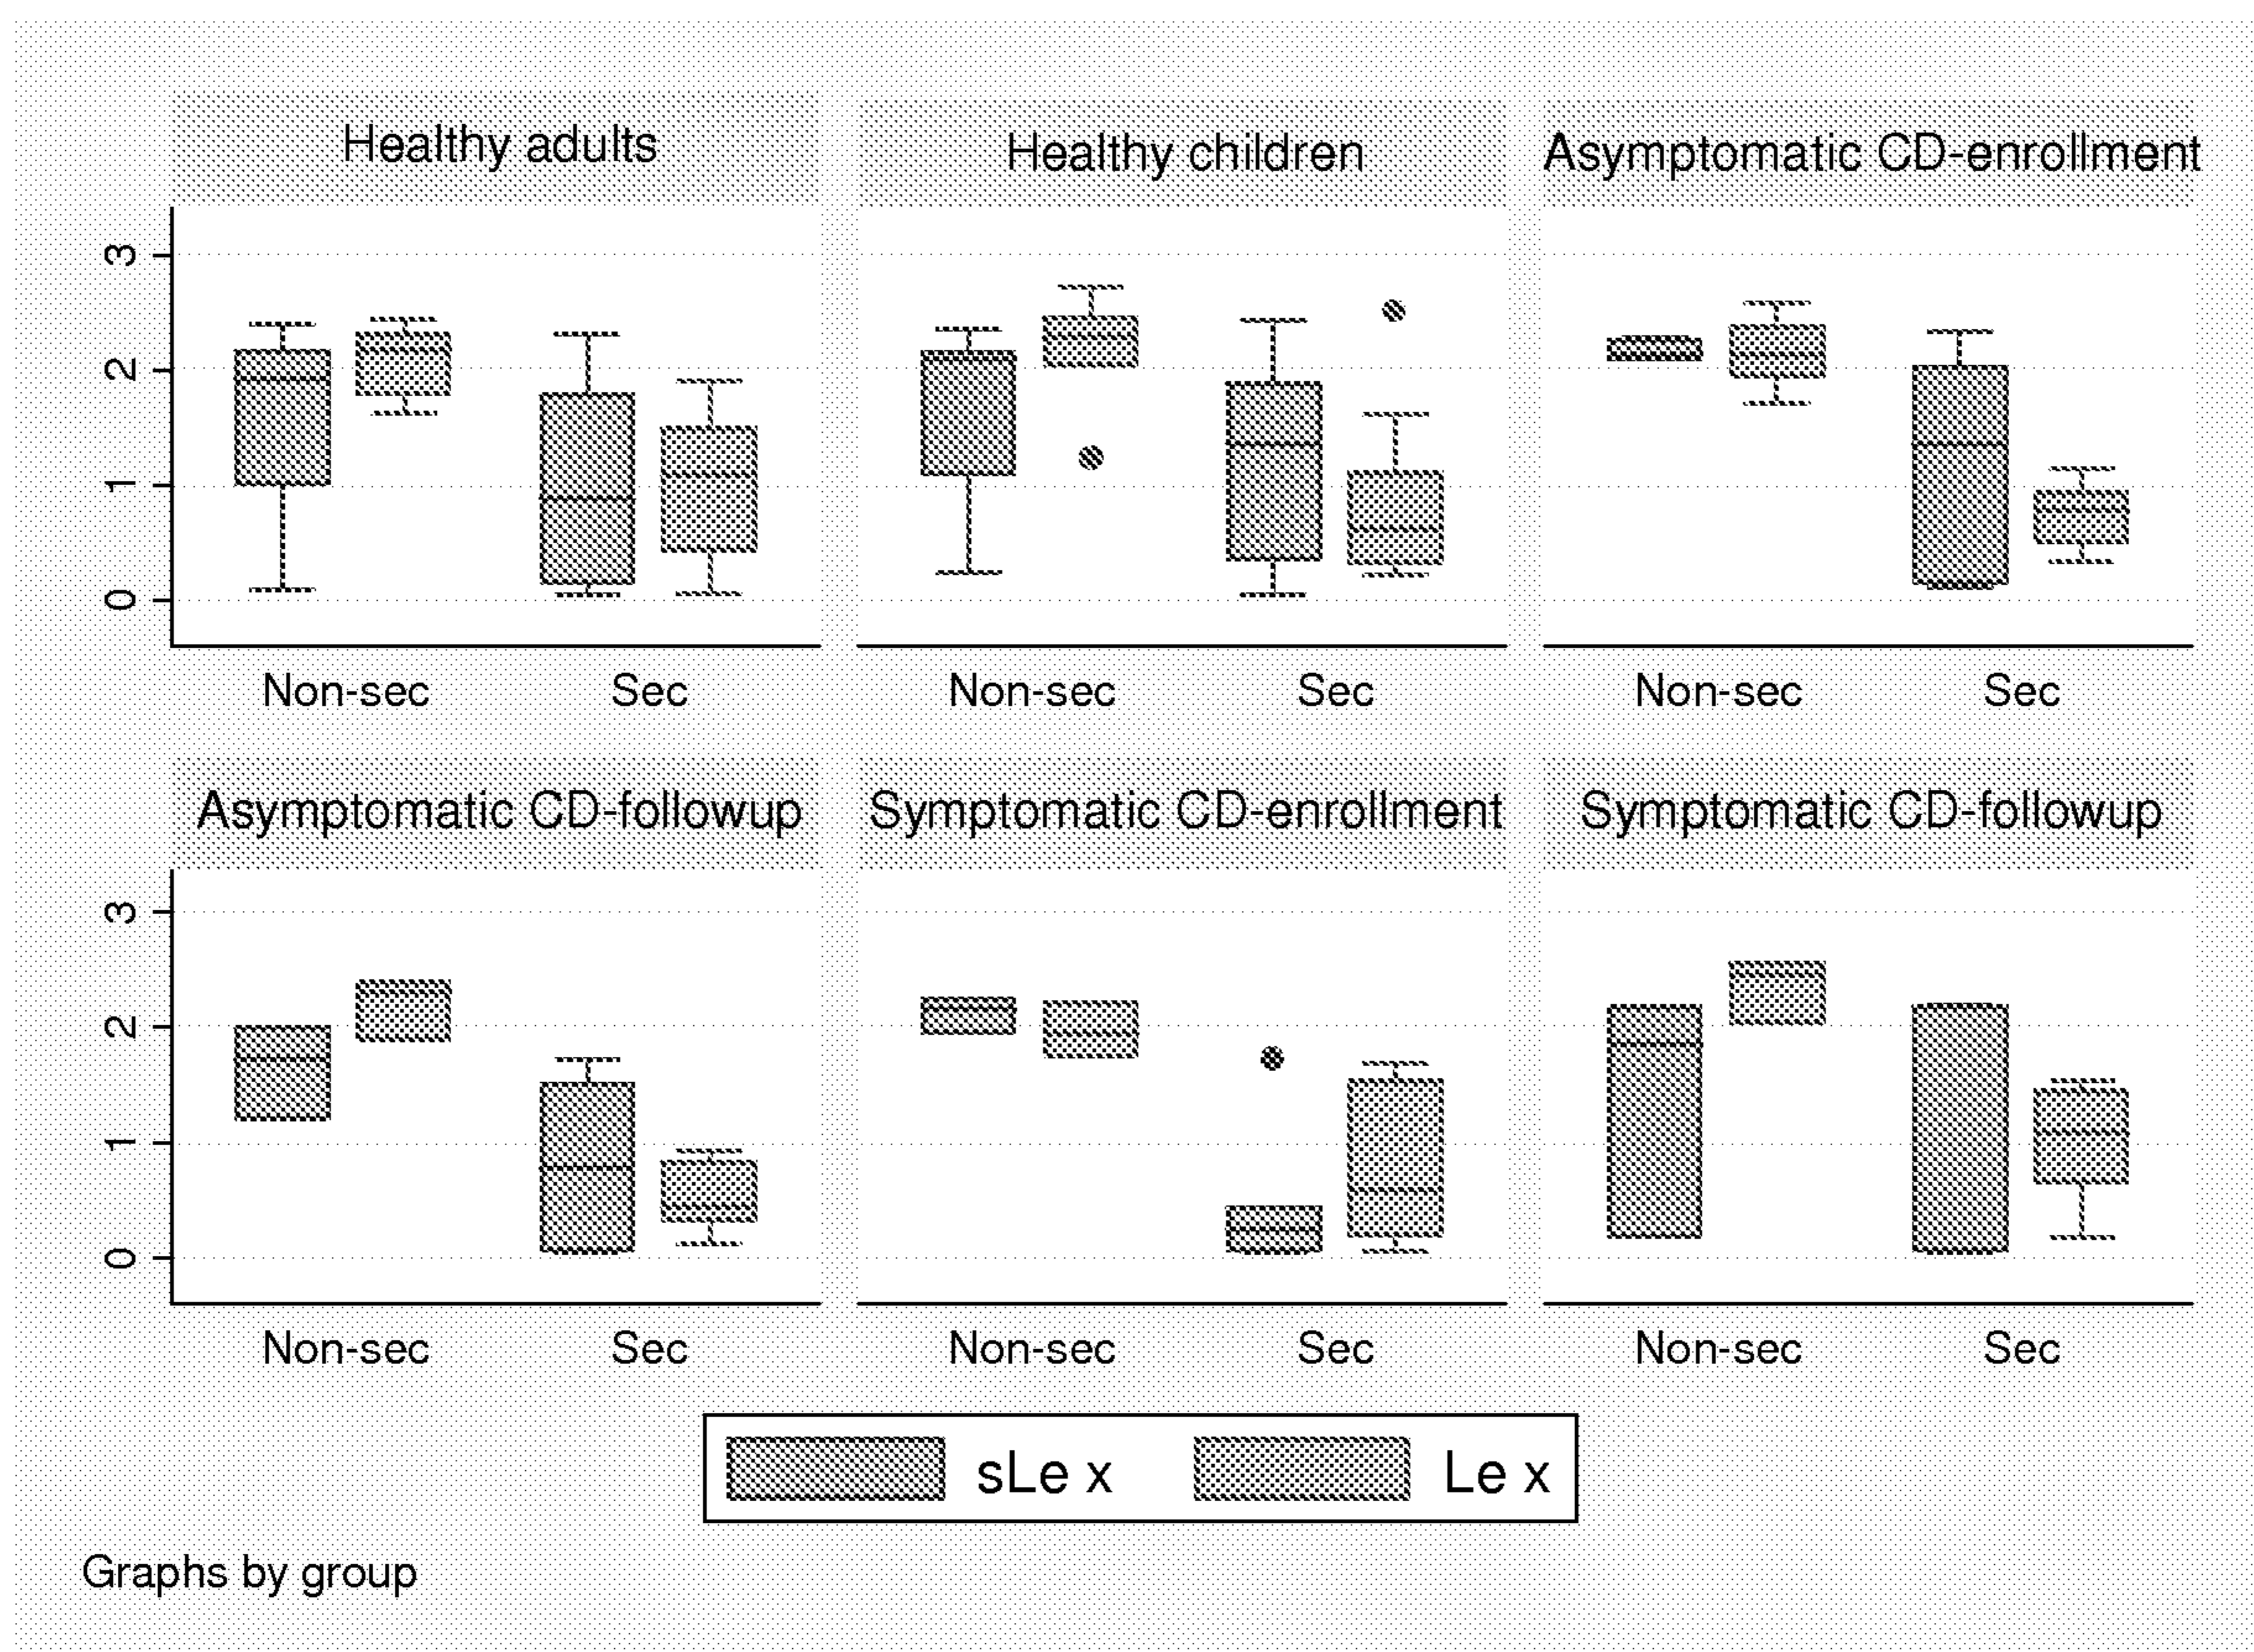 Healthy adults
Healthy children
Asymptomatic CD-enrollment
3
2
1
0
Non-sec Sec
Non-sec Sec
Non-sec Sec
Asymptomatic CD-followup
Symptomatic CD-enrollment
Symptomatic CD-followup
3
2
1
0
Non-sec Sec
Non-sec Sec
Non-sec Sec
sLe x Le x
Graphs by group